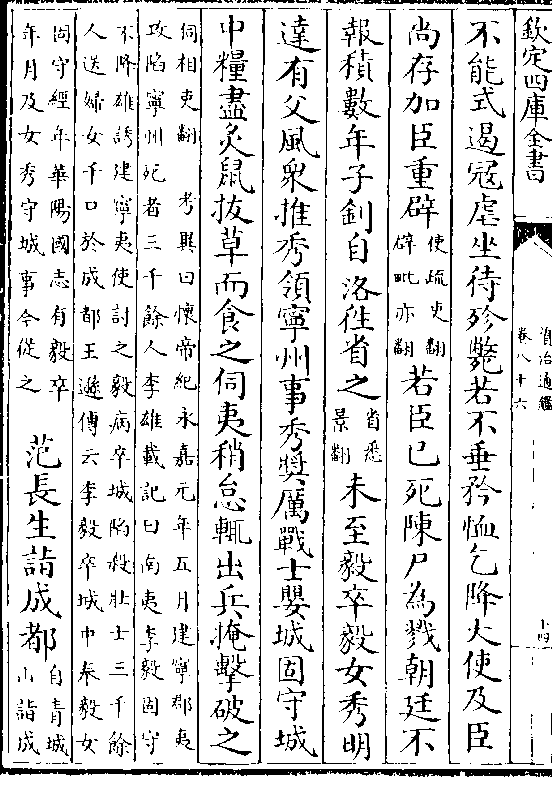 欽定四庫全書
資治通鑑
卷八十六
十四
不能式遏寇虐坐待殄斃若不垂矜恤乞降大使及臣
尚存加臣重辟
使疏吏翻
辟毗亦翻
若臣已死陳尸為戮朝廷不
報積數年子釗自洛往省之
省悉
景翻
未至毅卒毅女秀明
達有父風衆推秀領寧州事秀奬厲戰士嬰城固守城
中糧盡炙鼠拔草而食之伺夷稍怠輒出兵掩擊破之
伺相吏翻　考異曰懷帝紀永嘉元年五月建寧郡夷
攻陷寧州死者三千餘人李雄載記曰南夷李毅固守
不降雄誘建寧夷使討之毅病卒城陷殺壯士三千餘
人送婦女千口於成都王遜傳云李毅卒城中奉毅女
固守經年華陽國志有毅卒
年月及女秀守城事今從之
范長生詣成都
自青城
山詣成